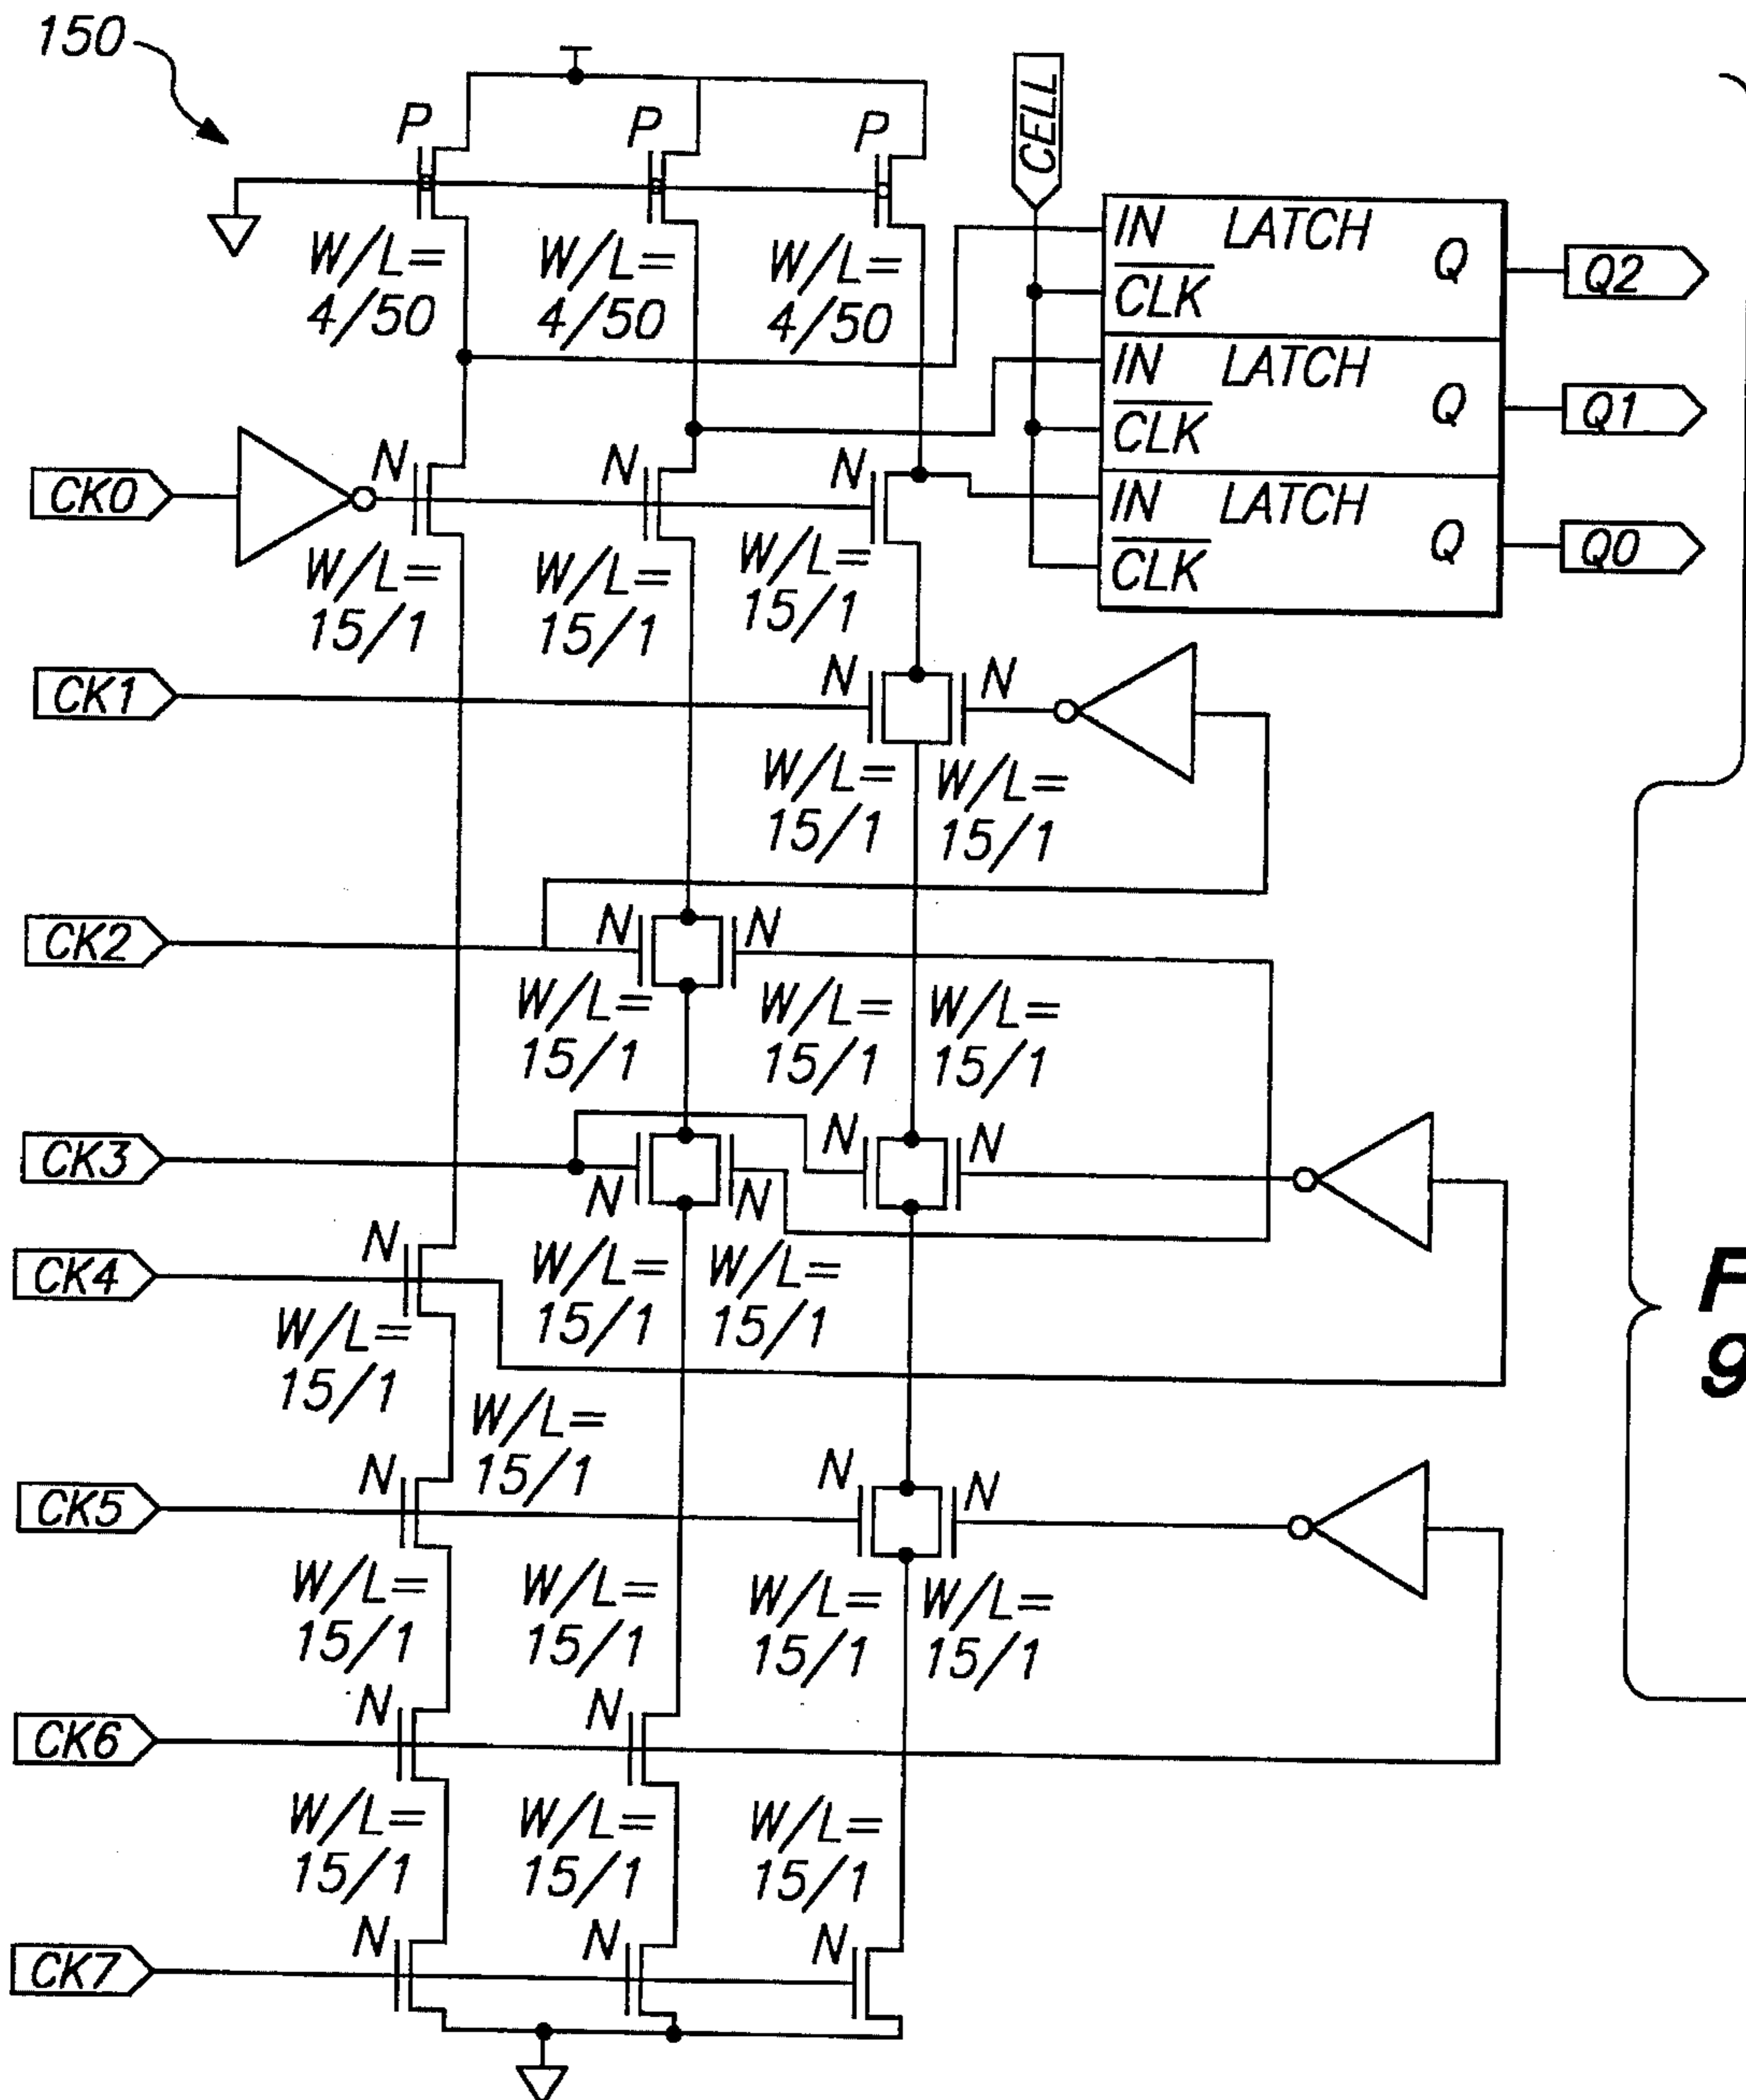 150
P P P
CELL
W/L= 4/50
W/L= 4/50
W/L= 4/50
IN LATCH Q
CLK
Q2
IN LATCH Q
CLK
Q1
IN LATCH Q
CLK
Q0
CK0
N N N
W/L= 15/1
W/L= 15/1
W/L= 15/1
CK1
N N
W/L= 15/1
W/L= 15/1
CK2
N N
W/L= 15/1
W/L= 15/1
W/L= 15/1
CK3
N N N N
CK4
N
W/L= 15/1
W/L= 15/1
W/L= 15/1
W/L= 15/1
CK5
N N N
W/L= 15/1
W/L= 15/1
W/L= 15/1
W/L= 15/1
CK6
N N
W/L= 15/1
W/L= 15/1
W/L= 15/1
CK7
N N N
F
9